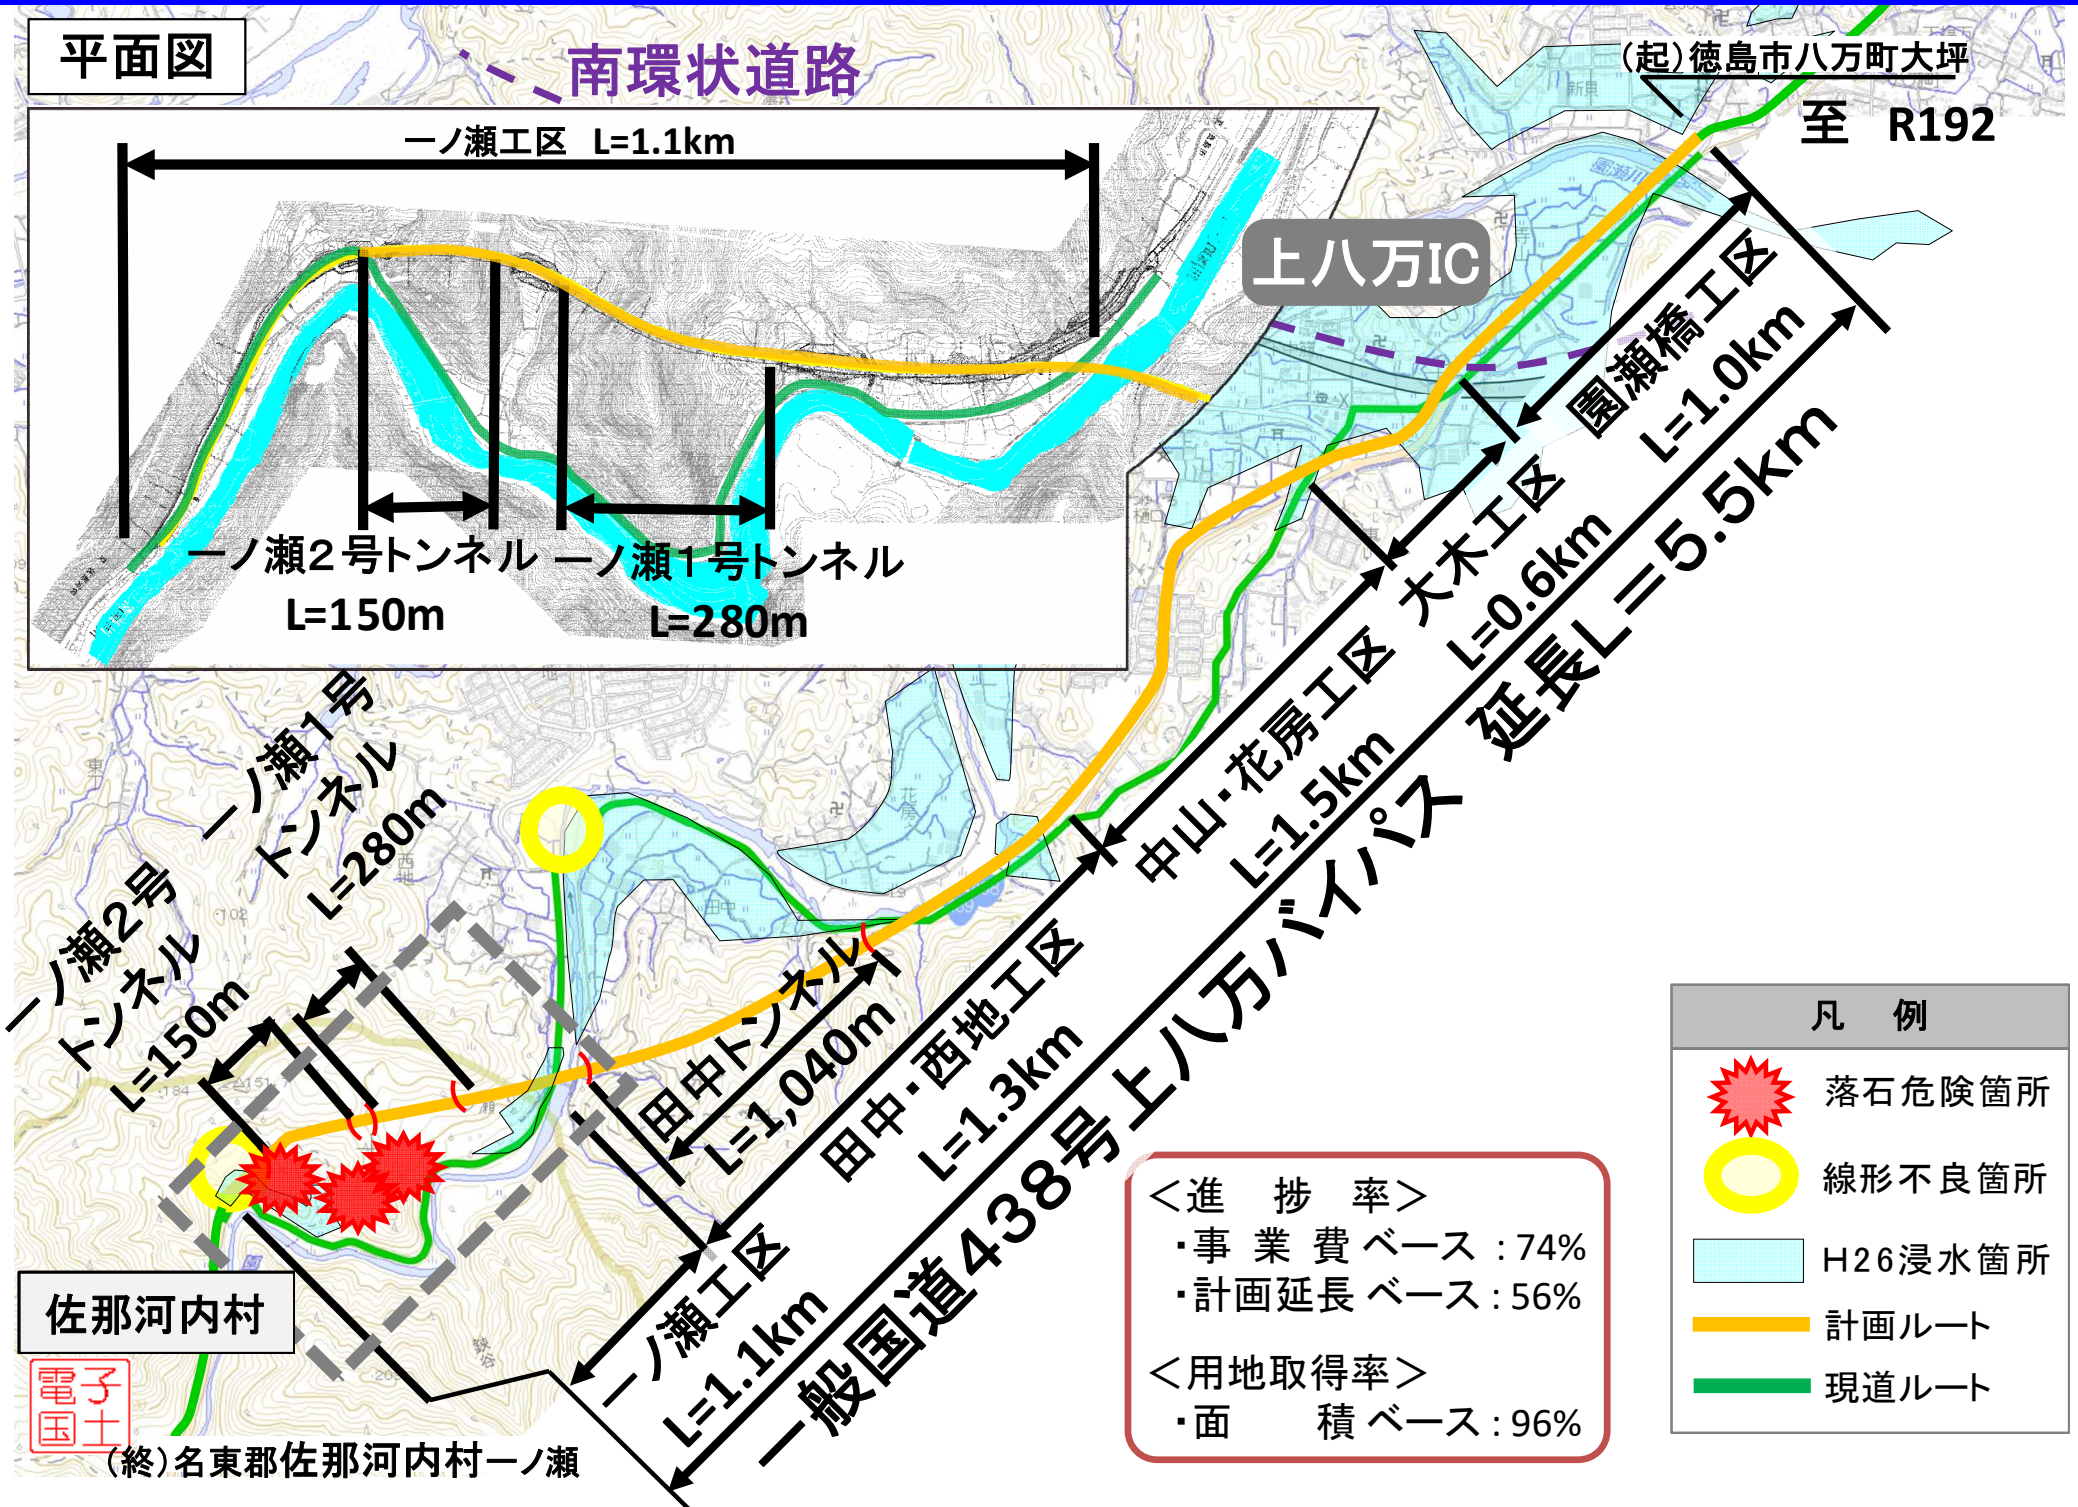 平面図
南環状道路
(起)徳島市八万町大坪
至 R192
一ノ瀬工区 L=1.1km
上八万IC
園瀬川
新貝
園瀬橋工区
L=1.0km
一ノ瀬2号トンネル
L=150m
一ノ瀬1号トンネル
L=280m
大木工区
L=0.6km
中山・花房工区
L=1.5km
一般国道438号上八万バイパス 延長L=5.5km
一ノ瀬1号
トンネル
L=280m
一ノ瀬2号
トンネル
L=150m
花房
西地
田中
田中トンネル
L=1,040m
田中・西地工区
L=1.3km
一ノ瀬工区
L=1.1km
佐那河内村
電子
国土
(終)名東郡佐那河内村一ノ瀬
<進捗率>
・事業費ベース:74%
・計画延長ベース:56%
<用地取得率>
・面積ベース:96%
凡例
落石危険箇所
線形不良箇所
H26浸水箇所
計画ルート
現道ルート